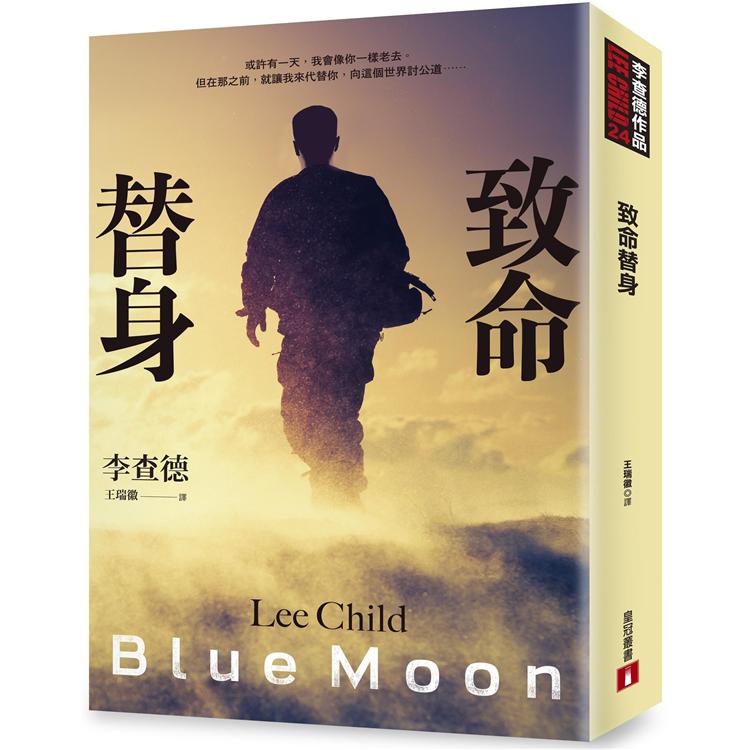 或許有一天，我會像你一樣老去。
但在那之前，就讓我來代替你，向這個世界討公道……
致命
替身
李查德
王瑞徽——譯
Lee Child
Blue Moon
李查德作品
LEE CHILD
24
致命替身
王瑞徽◎譯
皇冠叢書